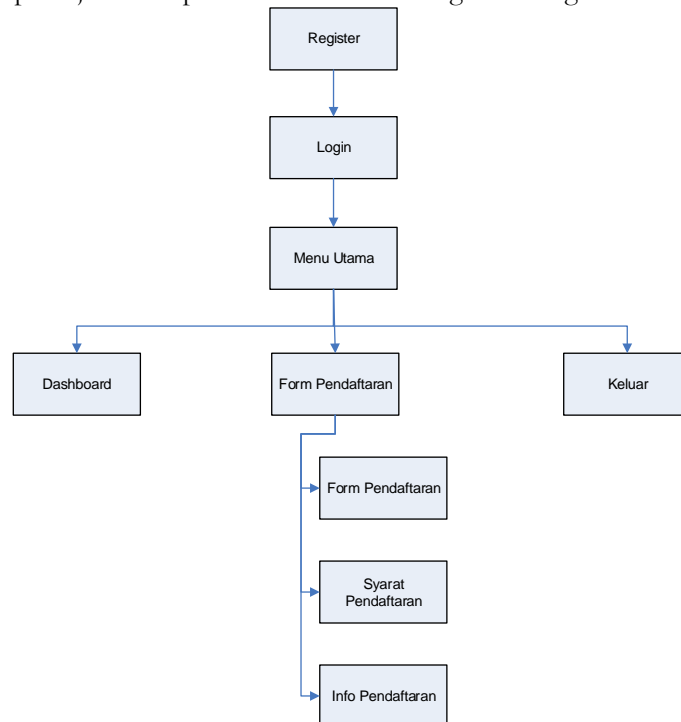 Register
Login
Menu Utama
Dashboard
Form Pendaftaran
Keluar
Form Pendaftaran
Syarat
Pendaftaran
Info Pendaftaran